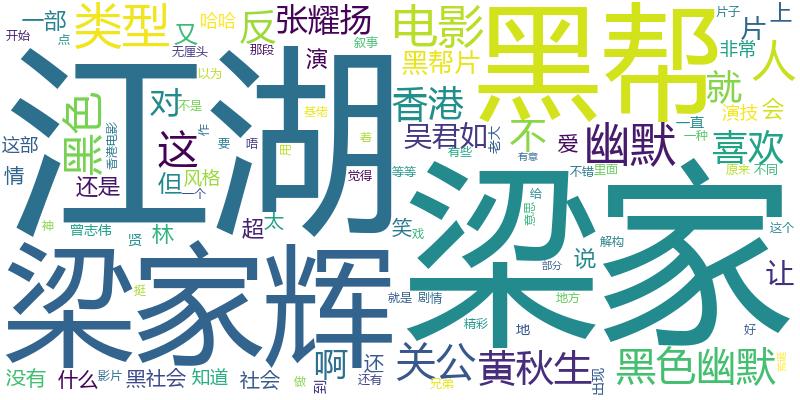 开始
一部
点
类型
又
哈哈
反
张耀扬
那段
叙事
无厘头
演
以为
电影
黑帮片
黑帮
片子
片
上
非常
人
就
会
江湖
黑色
香港电影
对
这
不是
作
要
唔
基佬
香港
吴君如
老大
不
有意
爱
幽默
一直
演技
一种
喜欢
这部
情
还是
但
风格
一个
觉得
着
等等
有些
不错
里面
原来
不同
梁家
神
曾志伟
贤
林
超
太
笑
戏
给
说
解构
这个
让
梁家辉
挺
就是
剧情
部分
精彩
地
地方
好
没有
什么
影片
黑社会
知道
社会
做
到
啊
还
还有
关公
兄弟
黄秋生
出现
黑色幽默